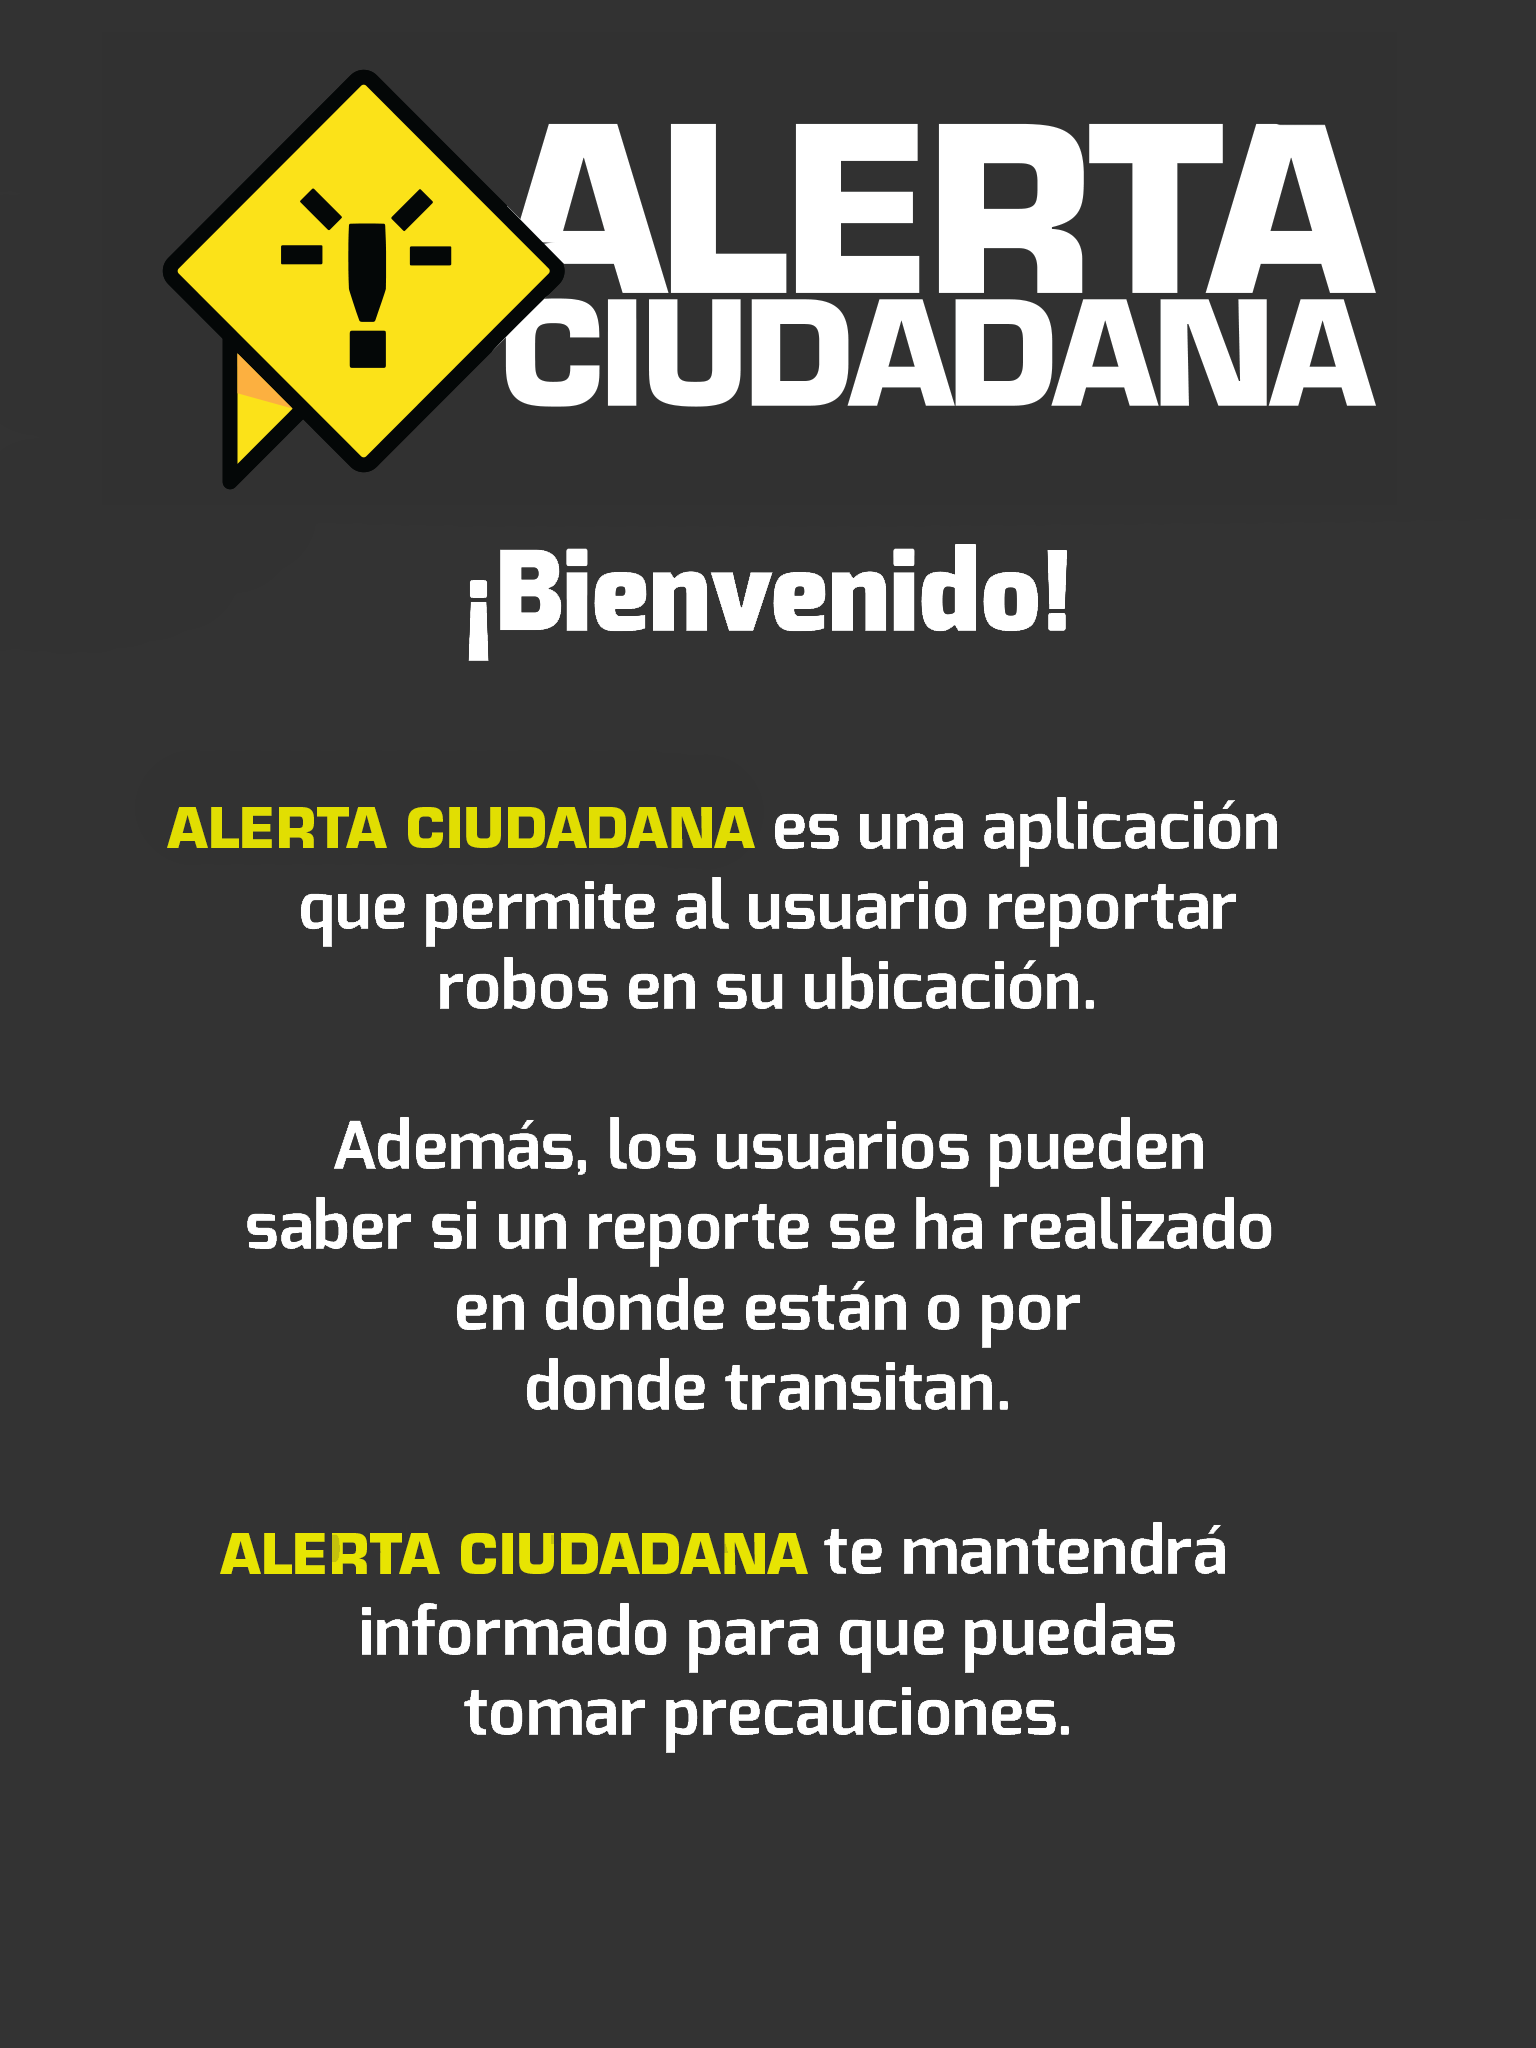 ALERTA
CIUDADANA
¡Bienvenido!
ALERTA CIUDADANA es una aplicación
que permite al usuario reportar
robos en su ubicación.
Además, los usuarios pueden
saber si un reporte se ha realizado
en donde están o por
donde transitan.
ALERTA CIUDADANA te mantendrá
informado para que puedas
tomar precauciones.